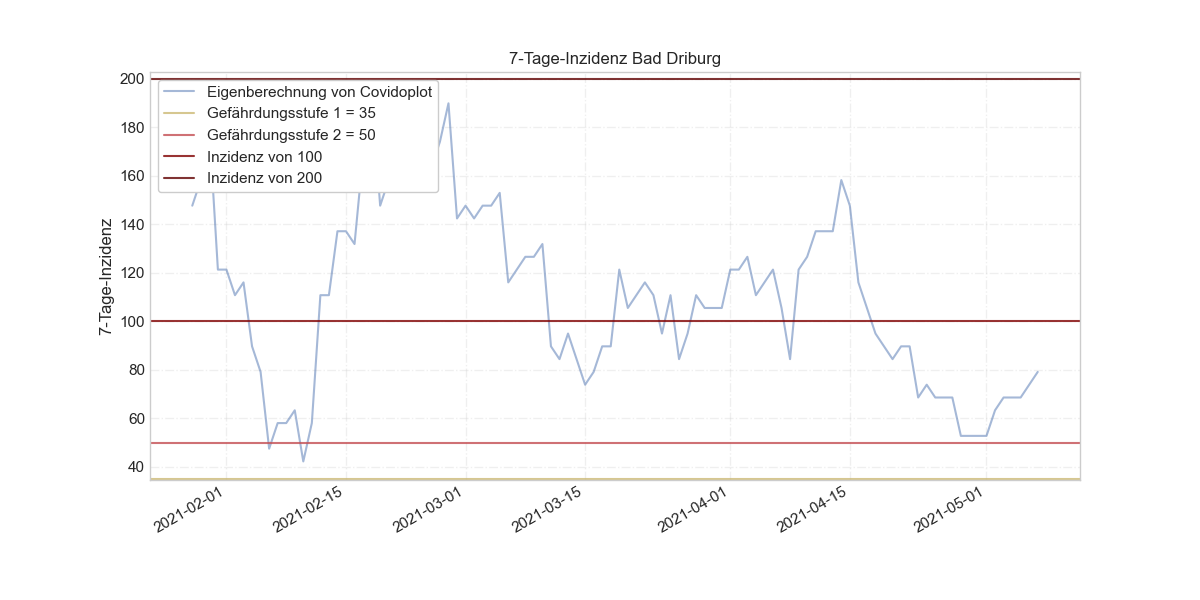 7-Tage-Inzidenz Bad Driburg
7-Tage-Inzidenz
200
180
160
140
120
100
80
60
40
Eigenberechnung von Covidoplot
Gefährdungsstufe 1 = 35
Gefährdungsstufe 2 = 50
Inzidenz von 100
Inzidenz von 200
2021-02-01
2021-02-15
2021-03-01
2021-03-15
2021-04-01
2021-04-15
2021-05-01